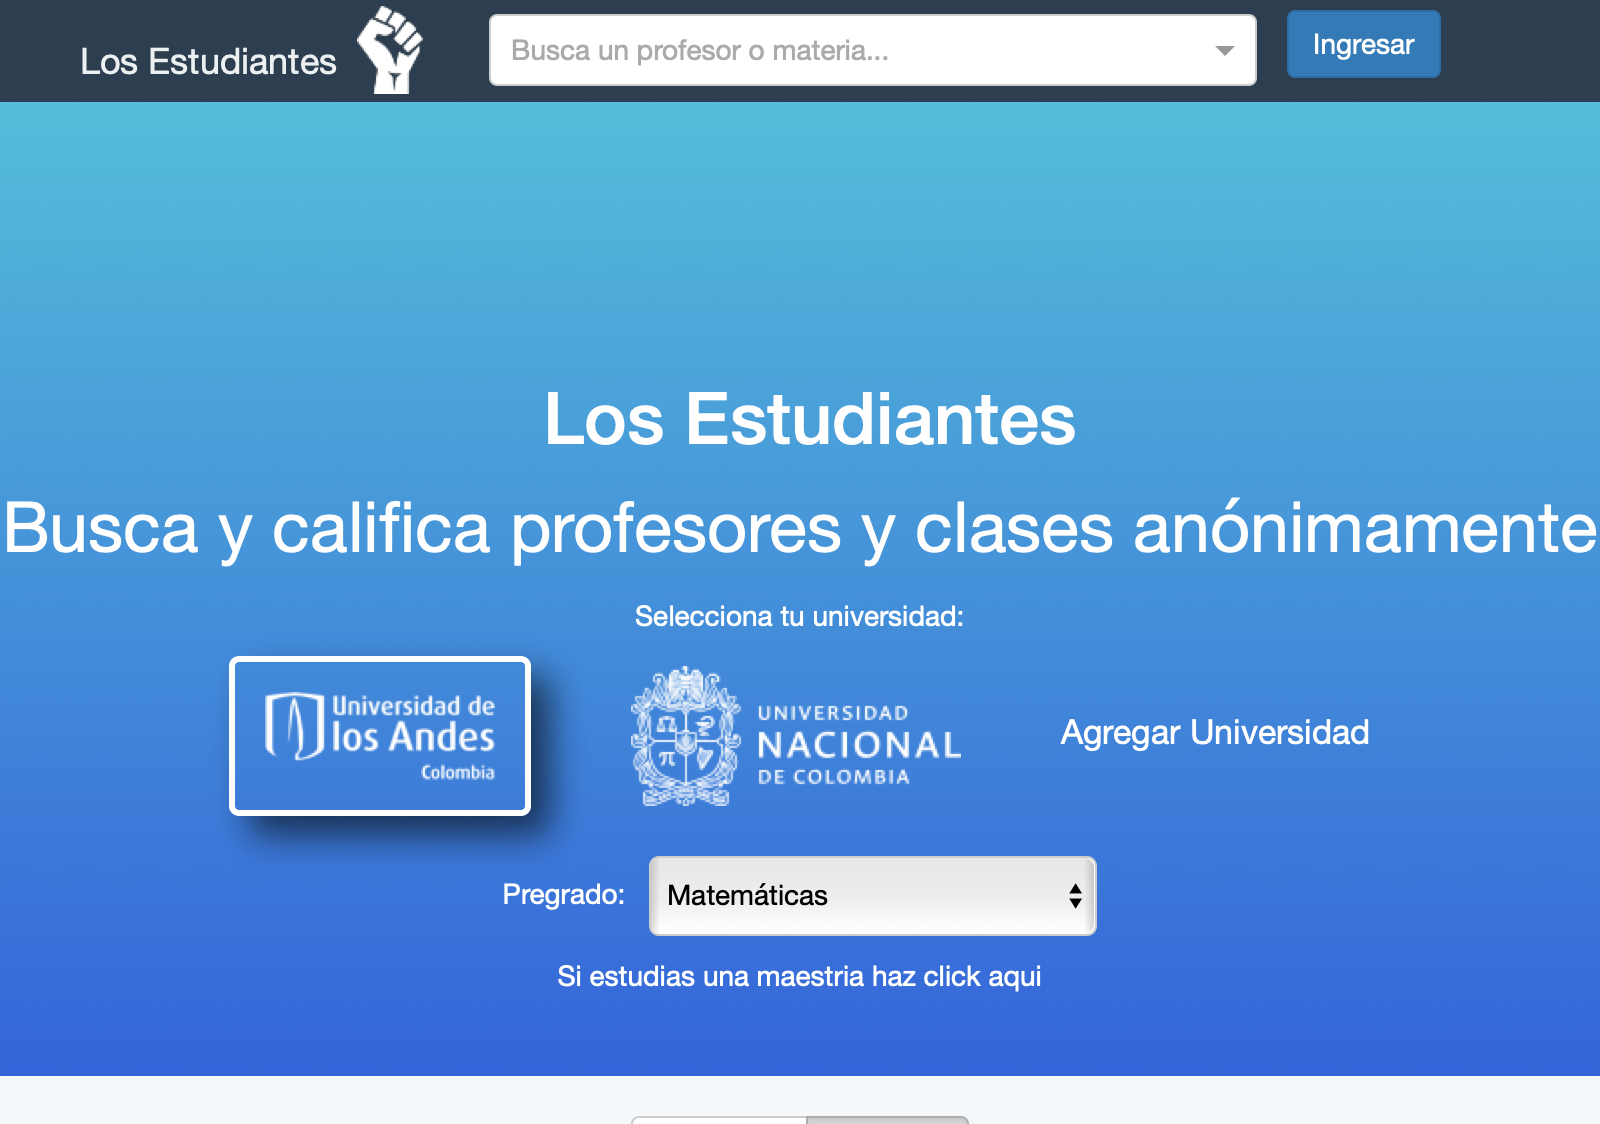 Los Estudiantes
Busca un profesor o materia...
Ingresar
Los Estudiantes
Busca y califica profesores y clases anónimamente
Selecciona tu universidad:
Universidad de
los Andes
Colombia
UNIVERSIDAD
NACIONAL
DE COLOMBIA
Agregar Universidad
Pregrado:
Matemáticas
Si estudias una maestria haz click aqui